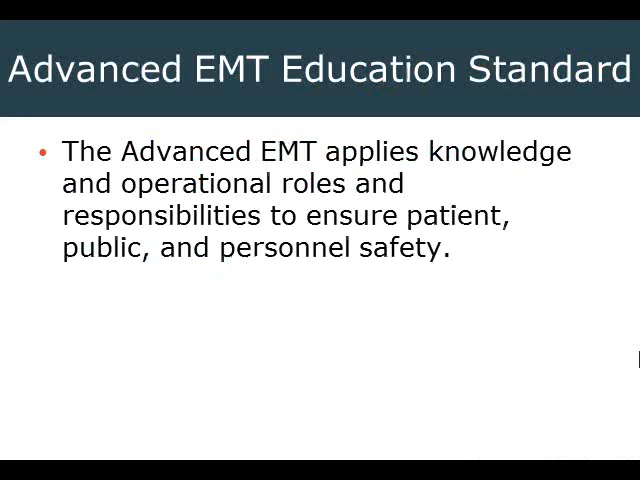 Advanced EMT Education Standard
• The Advanced EMT applies knowledge
and operational roles and
responsibilities to ensure patient,
public, and personnel safety.